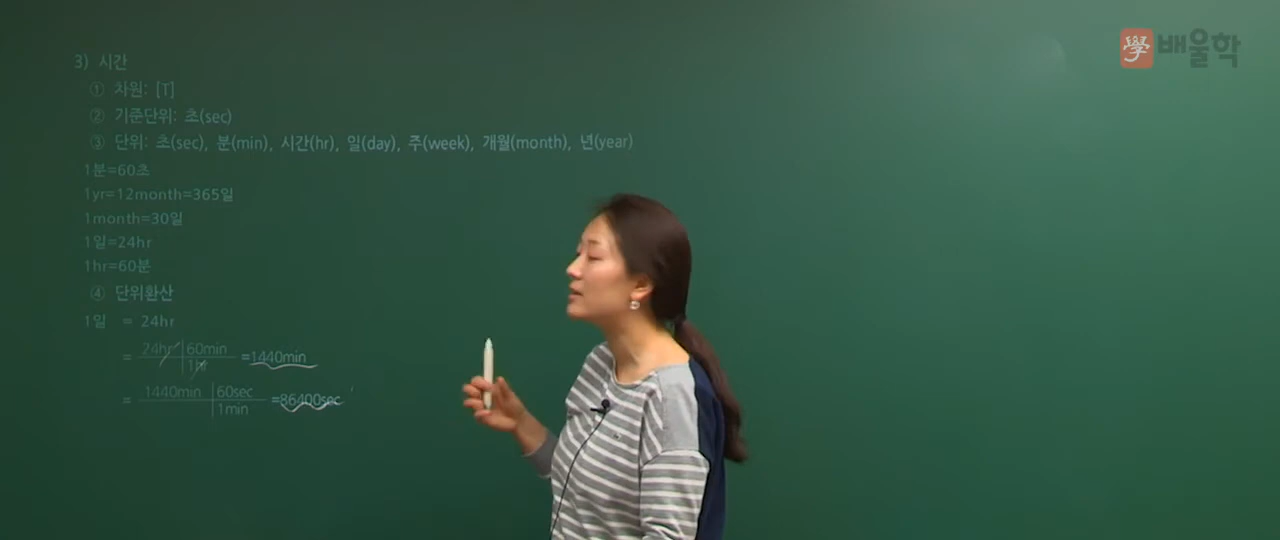 學 배울학
3) 시간
① 차원: [T]
② 기준단위: 초(sec)
③ 단위: 초(sec), 분(min), 시간(hr), 일(day), 주(week), 개월(month), 년(year)
1분=60초
1yr=12month=365일
1month=30일
1일=24hr
1hr=60분
④ 단위환산
1일 = 24hr
= 24hr 60min =1440min
1hr
= 1440min 60sec =86400sec
1min